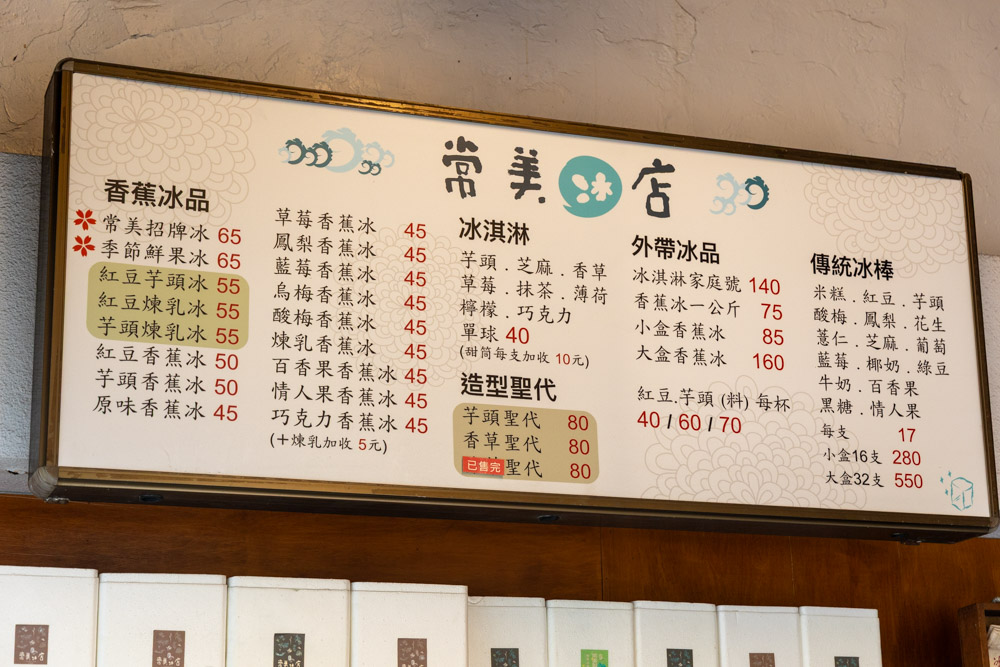 常美冰店
香蕉冰品
常美招牌冰 65
季節鮮果冰 65
紅豆芋頭冰 55
紅豆煉乳冰 55
芋頭煉乳冰 55
紅豆香蕉冰 50
芋頭香蕉冰 50
原味香蕉冰 45
草莓香蕉冰 45
鳳梨香蕉冰 45
藍莓香蕉冰 45
烏梅香蕉冰 45
酸梅香蕉冰 45
煉乳香蕉冰 45
百香果香蕉冰 45
情人果香蕉冰 45
巧克力香蕉冰 45
(＋煉乳加收 5元)
冰淇淋
芋頭．芝麻．香草
草莓．抹茶．薄荷
檸檬．巧克力
單球 40
(甜筒每支加收 10元)
造型聖代
芋頭聖代 80
香草聖代 80
已售完 聖代 80
外帶冰品
冰淇淋家庭號 140
香蕉冰一公斤 75
小盒香蕉冰 85
大盒香蕉冰 160
紅豆.芋頭 (料) 每杯
40 / 60 / 70
傳統冰棒
米糕．紅豆．芋頭
酸梅．鳳梨．花生
薏仁．芝麻．葡萄
藍莓．椰奶．綠豆
牛奶．百香果
黑糖．情人果
每支 17
小盒16支 280
大盒32支 550